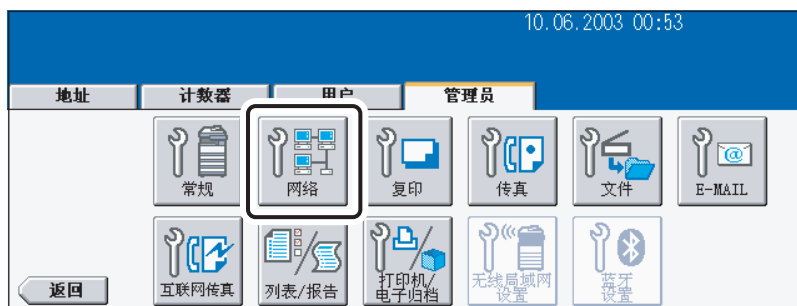 10.06.2003 00:53
地址 计数器 用户 管理员
常规 网络 复印 传真 文件 E-MAIL
互联网传真 列表/报告 打印机/ 无线局域网 蓝牙
电子归档 设置 设置
返回